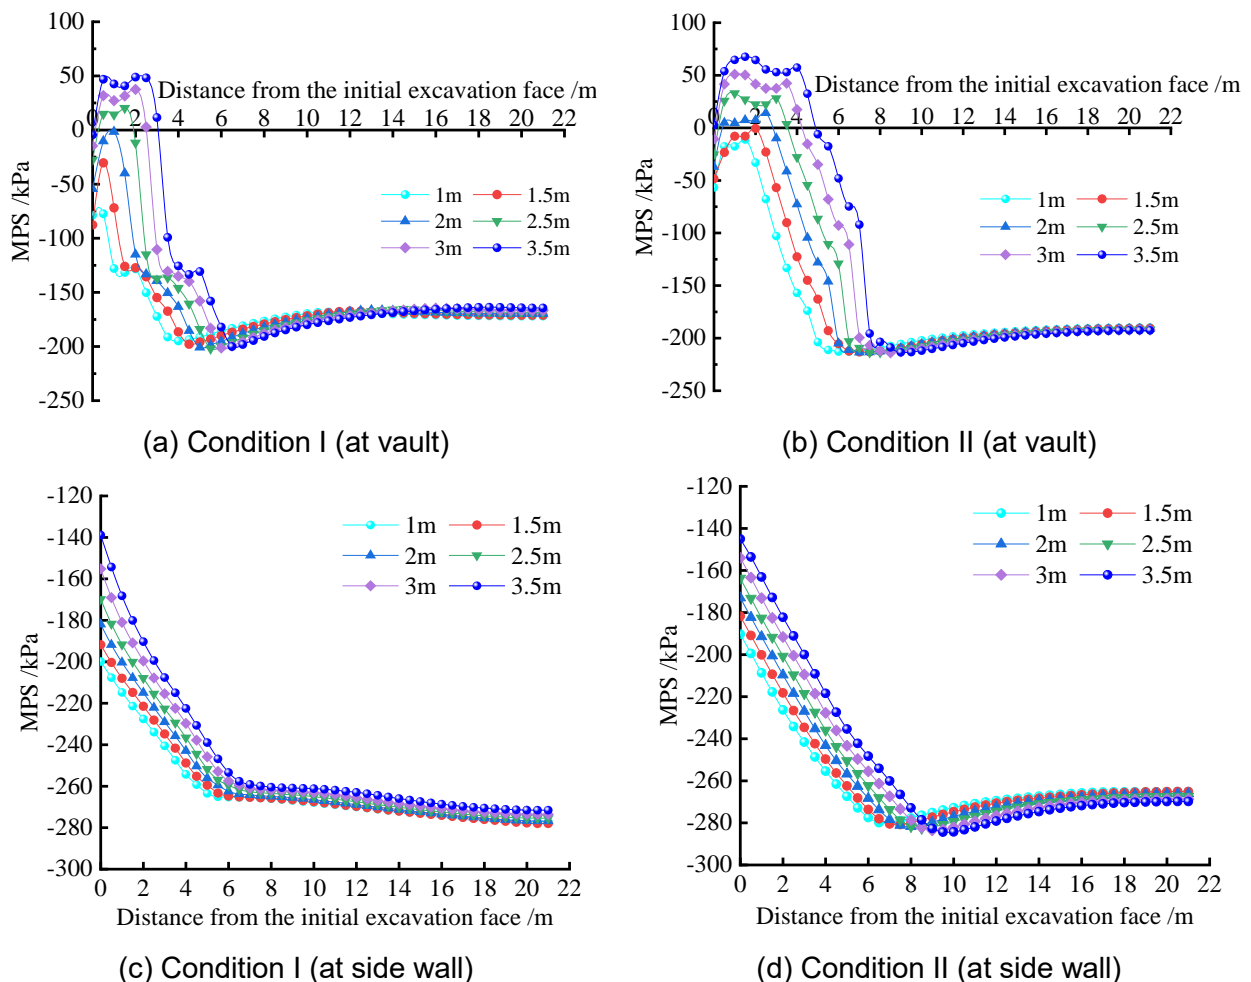 100
50
0
-50
-100
-150
-200
-250
MPS /kPa
Distance from the initial excavation face /m
0 2 4 6 8 10 12 14 16 18 20 22
1m 1.5m
2m 2.5m
3m 3.5m
(a) Condition I (at vault)
100
50
0
-50
-100
-150
-200
-250
MPS /kPa
Distance from the initial excavation face /m
0 2 4 6 8 10 12 14 16 18 20 22
1m 1.5m
2m 2.5m
3m 3.5m
(b) Condition II (at vault)
-120
-140
-160
-180
-200
-220
-240
-260
-280
-300
MPS /kPa
1m 1.5m
2m 2.5m
3m 3.5m
0 2 4 6 8 10 12 14 16 18 20 22
Distance from the initial excavation face /m
(c) Condition I (at side wall)
-120
-140
-160
-180
-200
-220
-240
-260
-280
-300
MPS /kPa
1m 1.5m
2m 2.5m
3m 3.5m
0 2 4 6 8 10 12 14 16 18 20 22
Distance from the initial excavation face /m
(d) Condition II (at side wall)